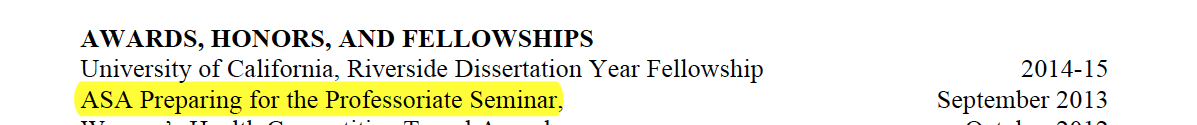 AWARDS, HONORS, AND FELLOWSHIPS
University of California, Riverside Dissertation Year Fellowship 2014-15
ASA Preparing for the Professoriate Seminar, September 2013